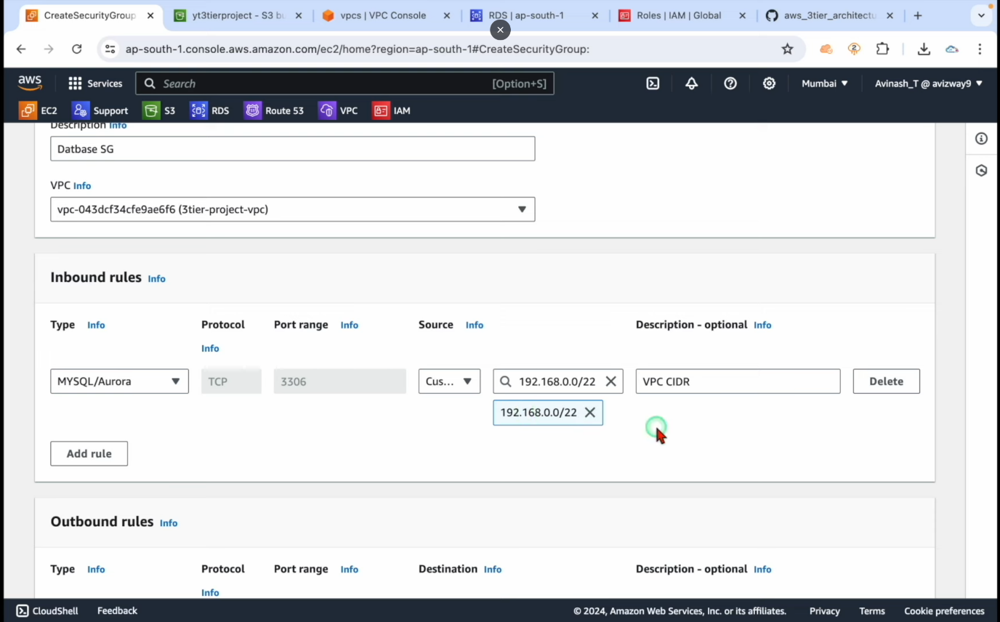 CreateSecurityGroup
yt3tierproject - S3 bu
vpcs | VPC Console
RDS | ap-south-1
Roles | IAM | Global
aws_3tier_architectu
ap-south-1.console.aws.amazon.com/ec2/home?region=ap-south-1#CreateSecurityGroup:
2
aws
Services
Search
[Option+S]
Mumbai
Avinash_T @ avizway9
EC2
Support
S3
RDS
Route 53
VPC
IAM
Description Info
Datbase SG
VPC Info
vpc-043dcf34cfe9ae6f6 (3tier-project-vpc)
Inbound rules Info
Type Info
Protocol Info
Port range Info
Source Info
Description - optional Info
MYSQL/Aurora
TCP
3306
Cus...
192.168.0.0/22
VPC CIDR
Delete
192.168.0.0/22
Add rule
Outbound rules Info
Type Info
Protocol Info
Port range Info
Destination Info
Description - optional Info
CloudShell
Feedback
© 2024, Amazon Web Services, Inc. or its affiliates.
Privacy
Terms
Cookie preferences